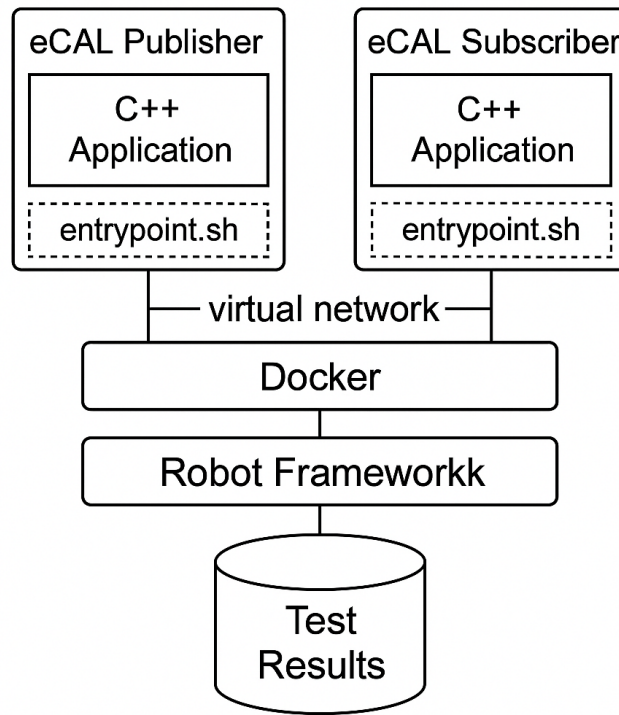 eCAL Publisher
C++
Application
entrypoint.sh
eCAL Subscriber
C++
Application
entrypoint.sh
virtual network
Docker
Robot Frameworkk
Test
Results